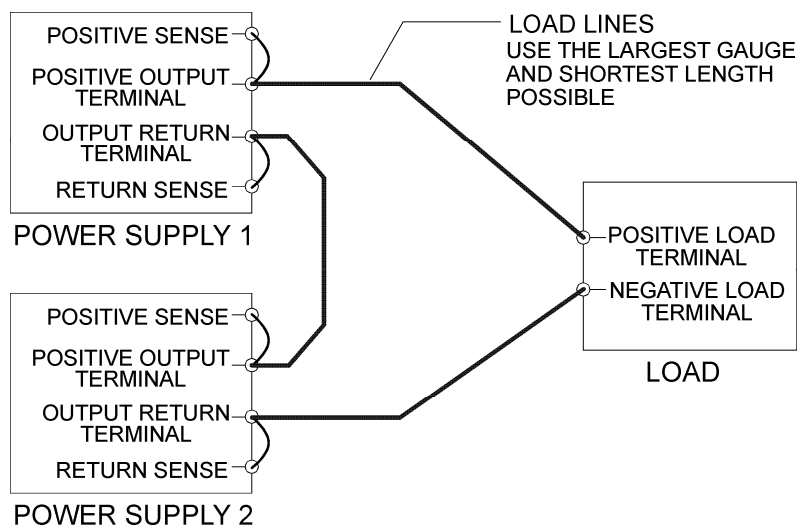 POSITIVE SENSE
POSITIVE OUTPUT
TERMINAL
OUTPUT RETURN
TERMINAL
RETURN SENSE
POWER SUPPLY 1
LOAD LINES
USE THE LARGEST GAUGE
AND SHORTEST LENGTH
POSSIBLE
POSITIVE LOAD
TERMINAL
NEGATIVE LOAD
TERMINAL
LOAD
POSITIVE SENSE
POSITIVE OUTPUT
TERMINAL
OUTPUT RETURN
TERMINAL
RETURN SENSE
POWER SUPPLY 2